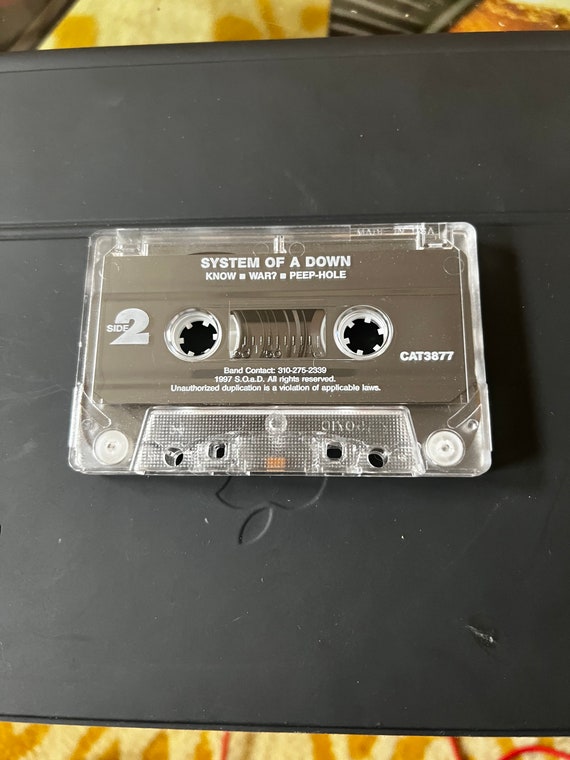 SYSTEM OF A DOWN
KNOW ■ WAR? ■ PEEP-HOLE
SIDE 2
CAT3877
Band Contact: 310-275-2339
1997 S.O.a.D. All rights reserved.
Unauthorized duplication is a violation of applicable laws.